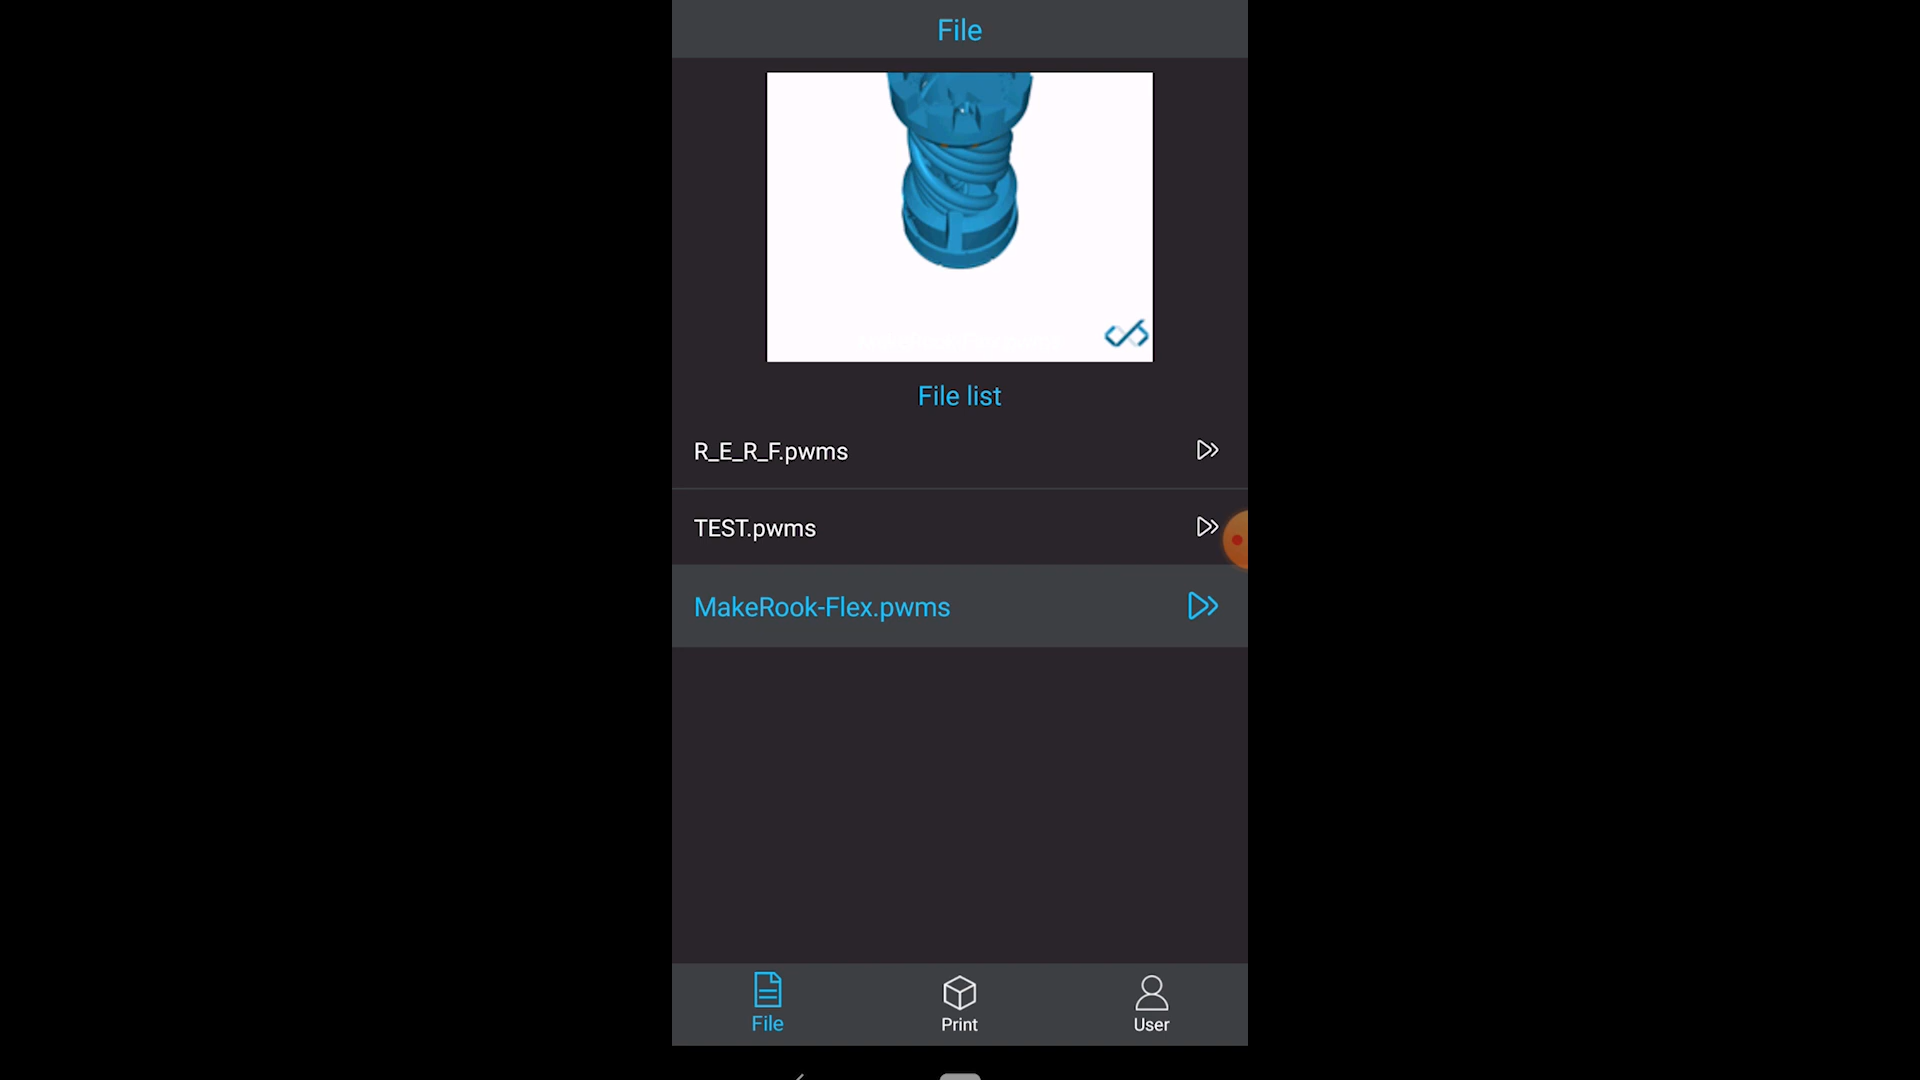 File
File list
R_E_R_F.pwms
TEST.pwms
MakeRook-Flex.pwms
File
Print
User